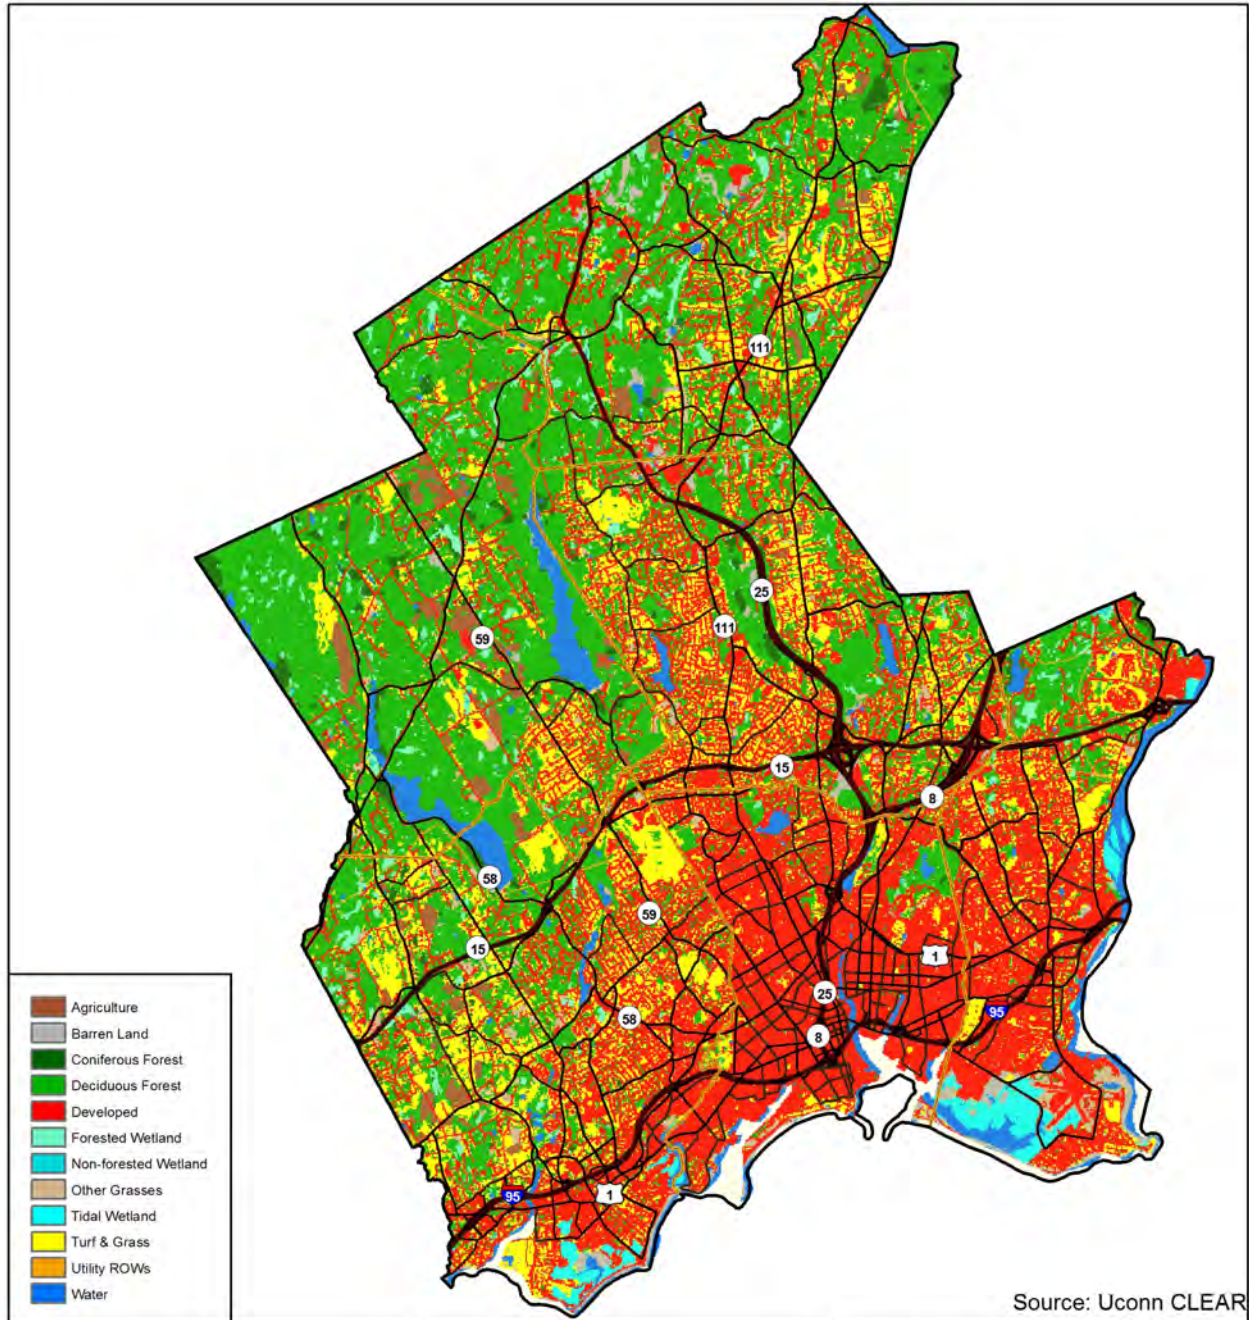 111
25
59
111
15
8
58
59
15
1
25
95
58
8
95
1
Agriculture
Barren Land
Coniferous Forest
Deciduous Forest
Developed
Forested Wetland
Non-forested Wetland
Other Grasses
Tidal Wetland
Turf & Grass
Utility ROWs
Water
Source: Uconn CLEAR